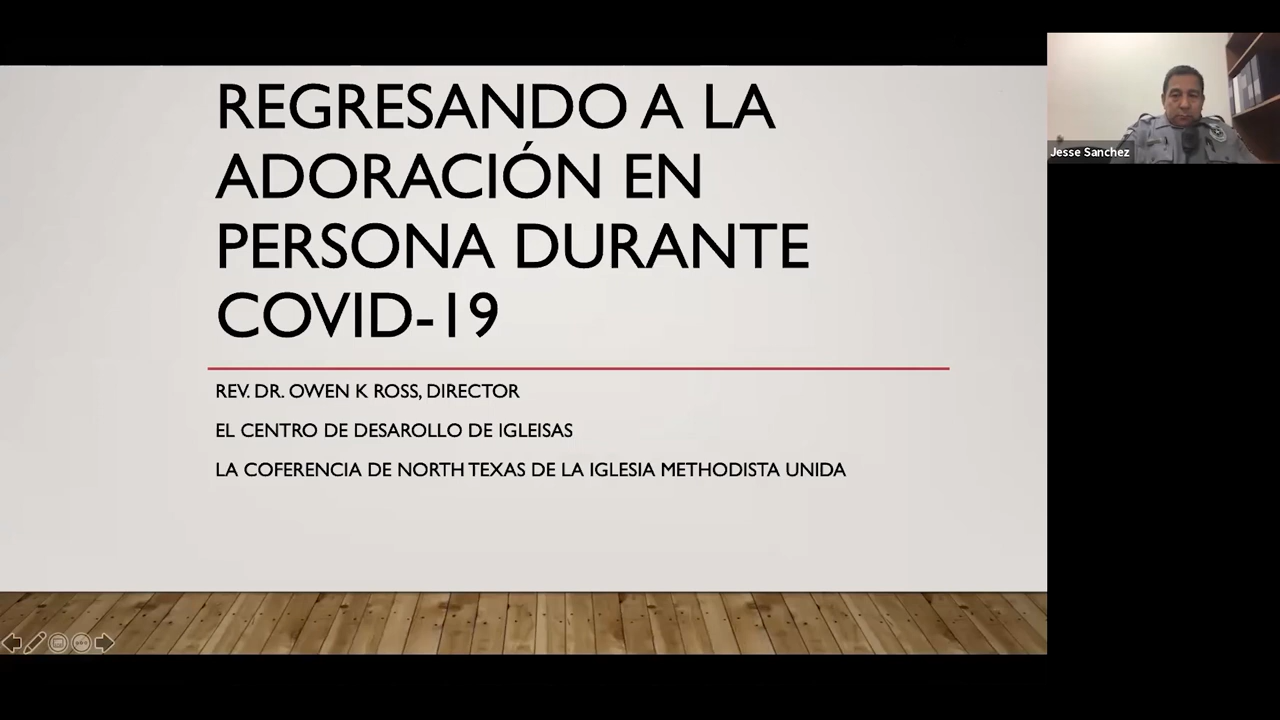 REGRESANDO A LA
ADORACIÓN EN
PERSONA DURANTE
COVID-19
REV. DR. OWEN K ROSS, DIRECTOR
EL CENTRO DE DESAROLLO DE IGLEISAS
LA COFERENCIA DE NORTH TEXAS DE LA IGLESIA METHODISTA UNIDA
Jesse Sanchez